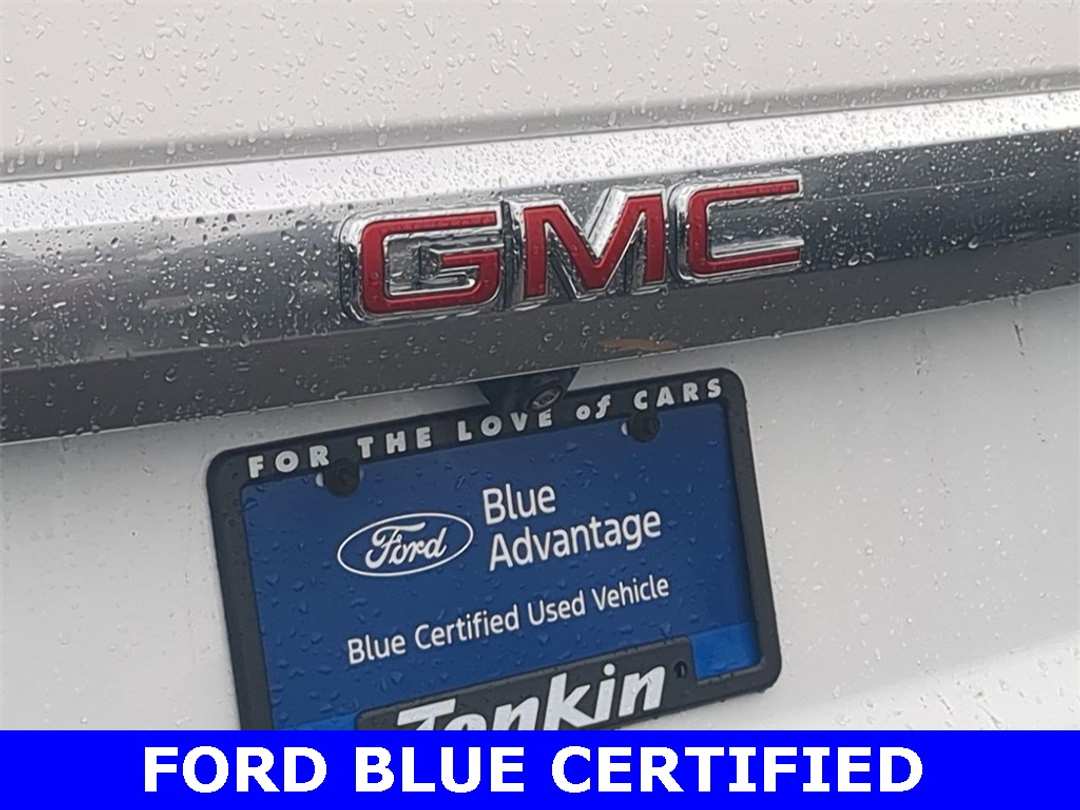 GMC
FOR THE LOVE of CARS
Ford
Blue
Advantage
Blue Certified Used Vehicle
Tonkin
FORD BLUE CERTIFIED